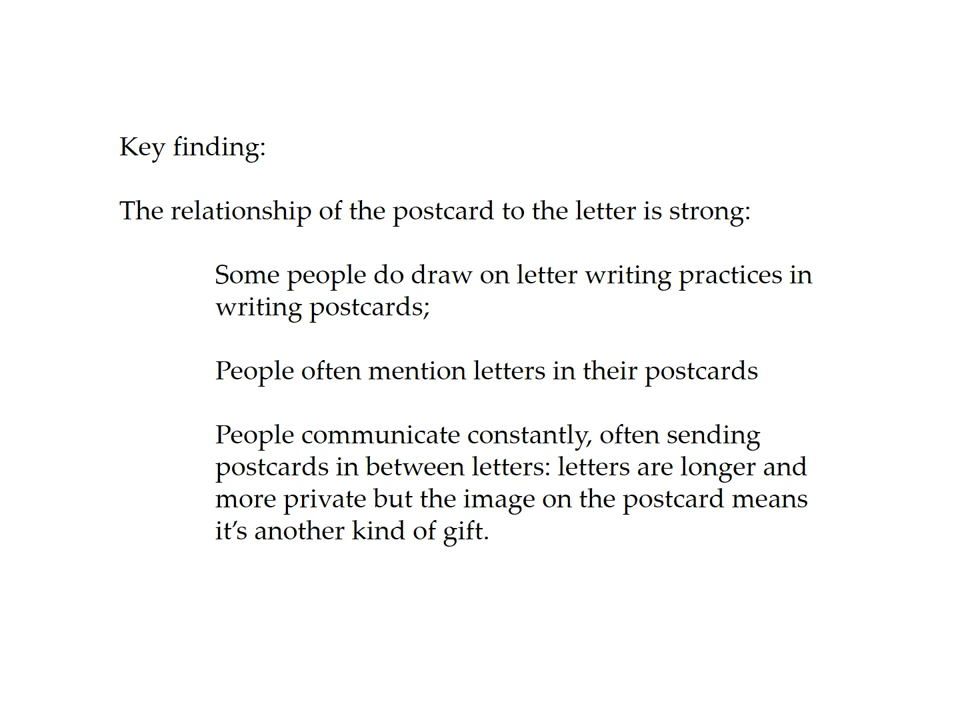 Key finding:
The relationship of the postcard to the letter is strong:
Some people do draw on letter writing practices in
writing postcards;
People often mention letters in their postcards
People communicate constantly, often sending
postcards in between letters: letters are longer and
more private but the image on the postcard means
it’s another kind of gift.